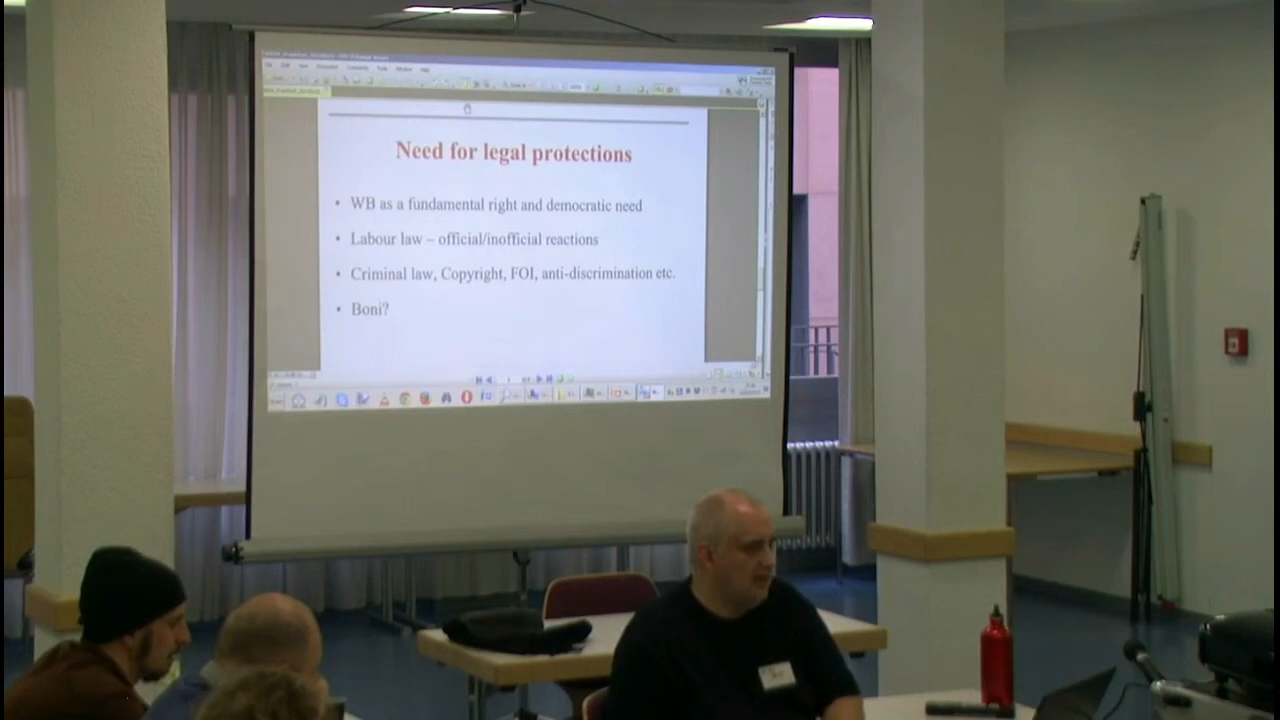 Need for legal protections
• WB as a fundamental right and democratic need
• Labour law – official/inofficial reactions
• Criminal law, Copyright, FOI, anti-discrimination etc.
• Boni?